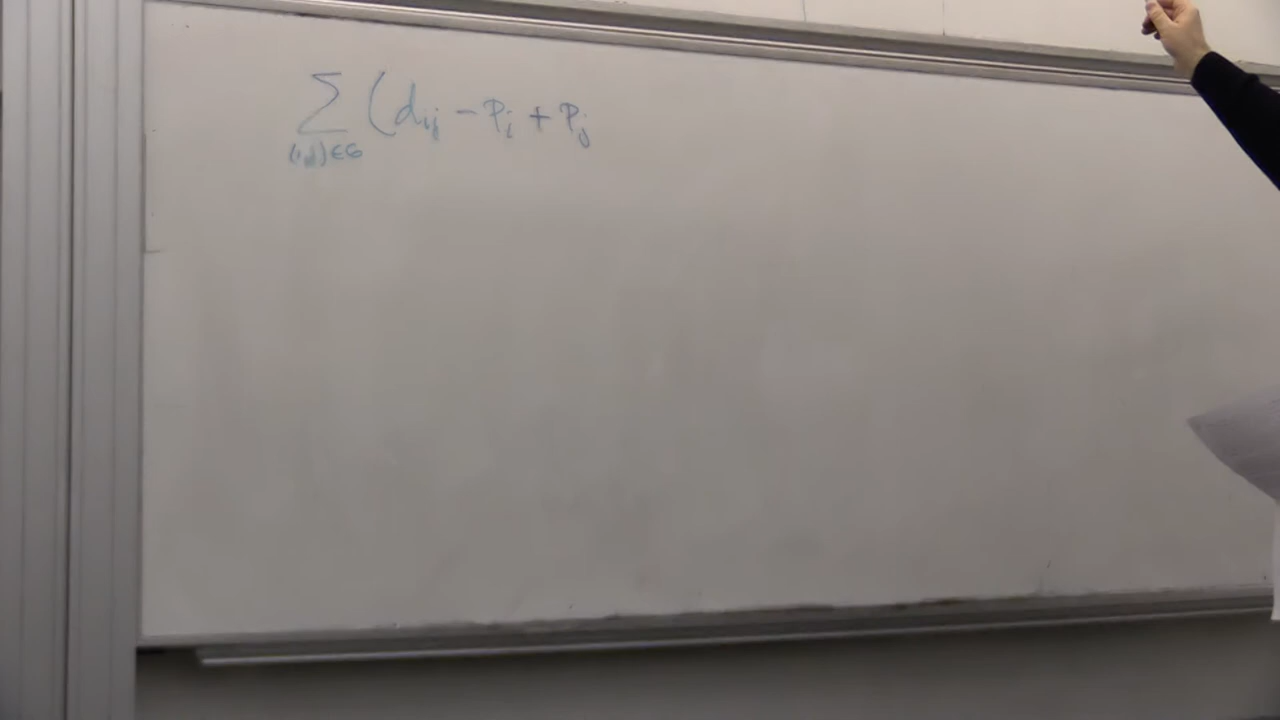 ∑ (d_ij − p_i + p_j
(i,j)∈G